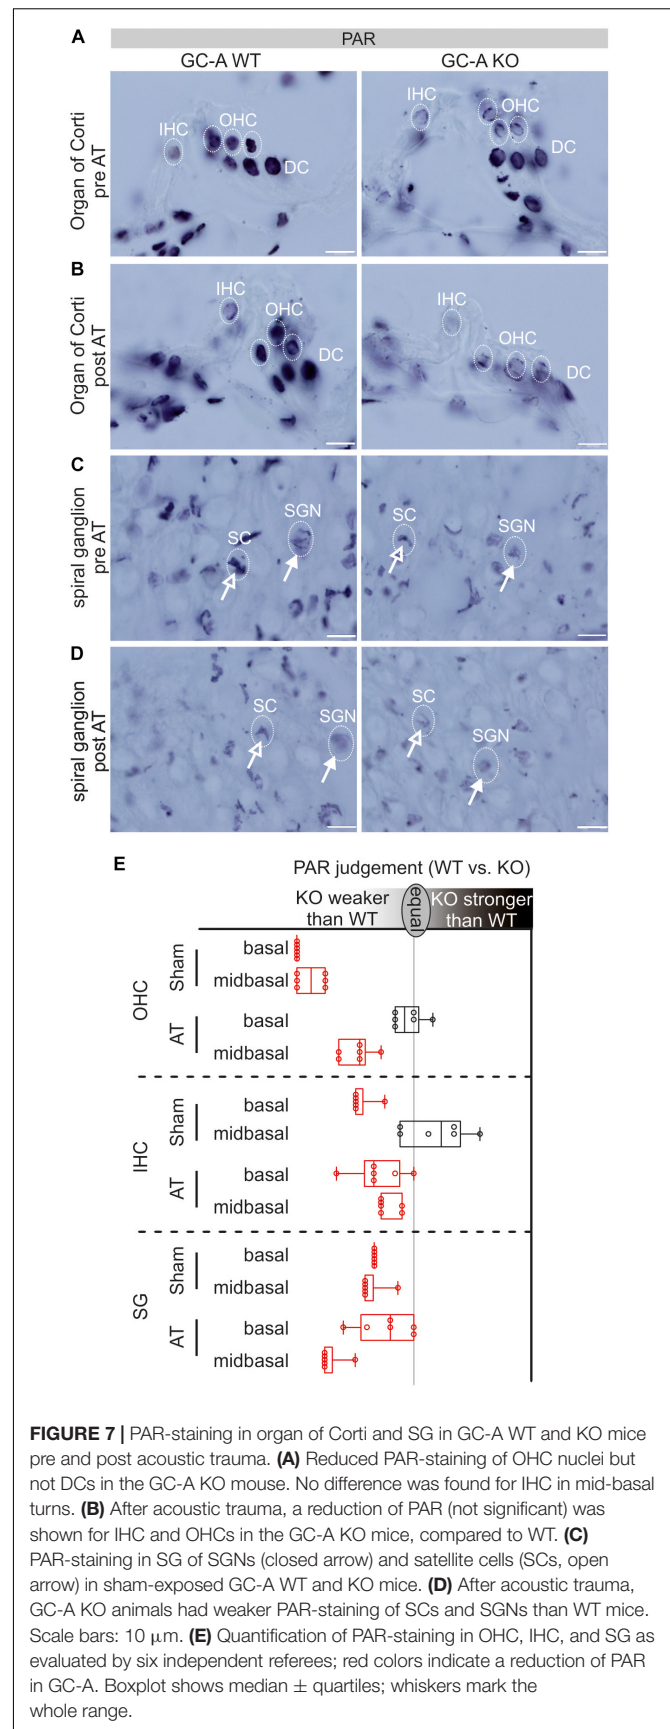 A
PAR
GC-A WT
GC-A KO
Organ of Corti
pre AT
IHC
OHC
DC
IHC
OHC
DC
B
Organ of Corti
post AT
IHC
OHC
DC
IHC
OHC
DC
C
spiral ganglion
pre AT
SC
SGN
SC
SGN
D
spiral ganglion
post AT
SC
SGN
SC
SGN
E
PAR judgement (WT vs. KO)
KO weaker
than WT
equal
KO stronger
than WT
OHC
Sham
basal
midbasal
AT
basal
midbasal
IHC
Sham
basal
midbasal
AT
basal
midbasal
SG
Sham
basal
midbasal
AT
basal
midbasal
FIGURE 7 | PAR-staining in organ of Corti and SG in GC-A WT and KO mice
pre and post acoustic trauma. (A) Reduced PAR-staining of OHC nuclei but
not DCs in the GC-A KO mouse. No difference was found for IHC in mid-basal
turns. (B) After acoustic trauma, a reduction of PAR (not significant) was
shown for IHC and OHCs in the GC-A KO mice, compared to WT. (C)
PAR-staining in SG of SGNs (closed arrow) and satellite cells (SCs, open
arrow) in sham-exposed GC-A WT and KO mice. (D) After acoustic trauma,
GC-A KO animals had weaker PAR-staining of SCs and SGNs than WT mice.
Scale bars: 10 μm. (E) Quantification of PAR-staining in OHC, IHC, and SG as
evaluated by six independent referees; red colors indicate a reduction of PAR
in GC-A. Boxplot shows median ± quartiles; whiskers mark the
whole range.